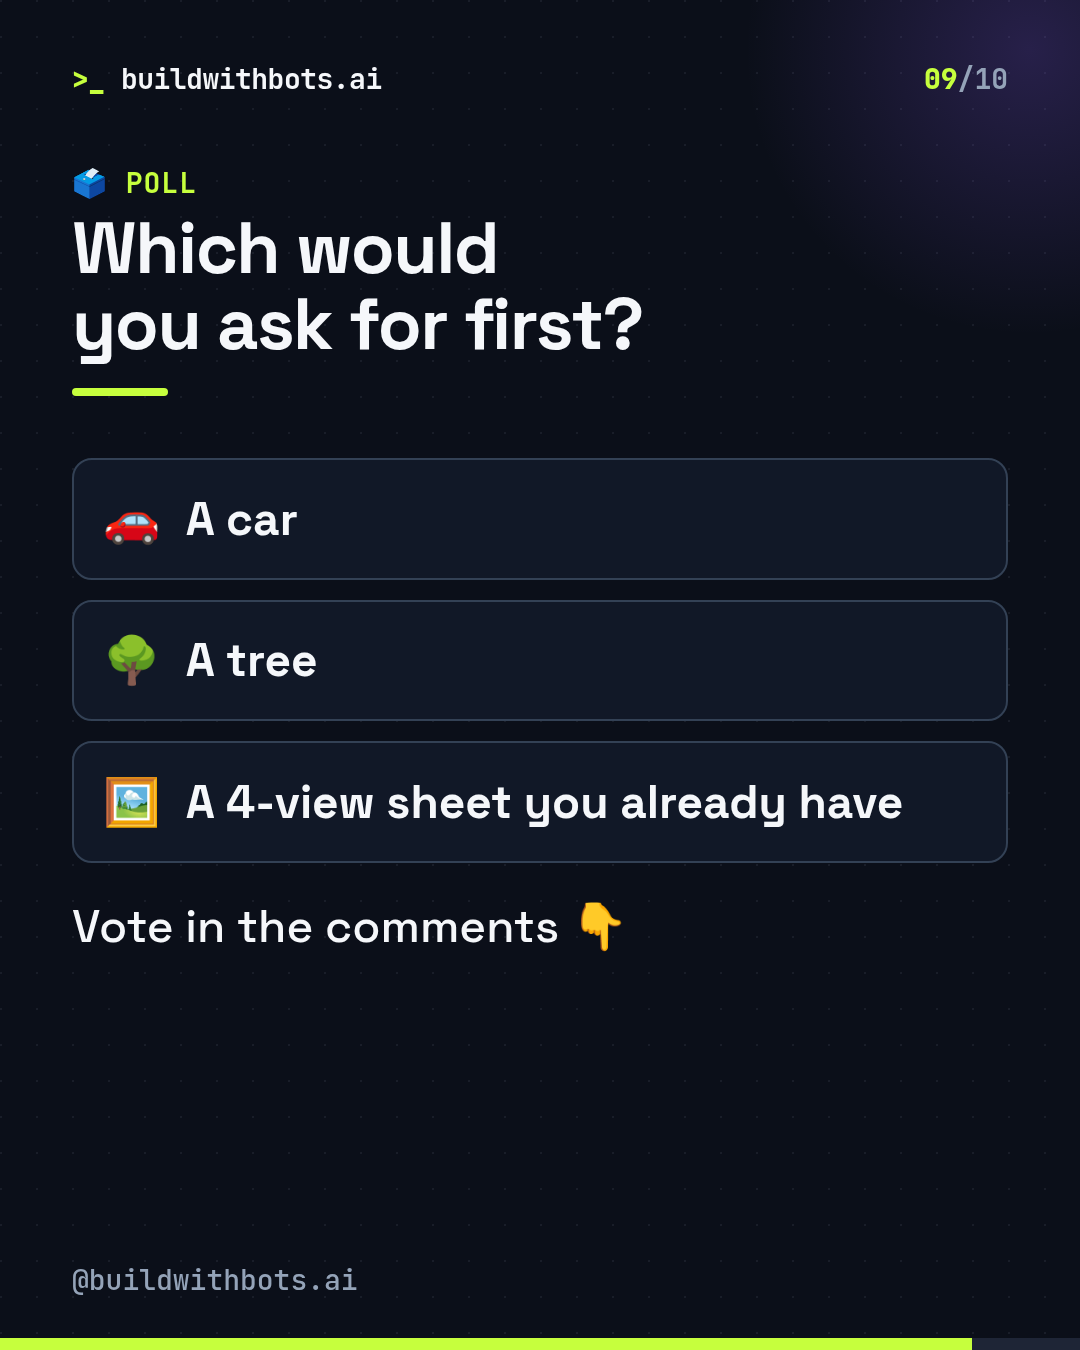 >_ buildwithbots.ai
09/10
🗳️ POLL
Which would
you ask for first?
🚗 A car
🌳 A tree
🖼️ A 4-view sheet you already have
Vote in the comments 👇
@buildwithbots.ai